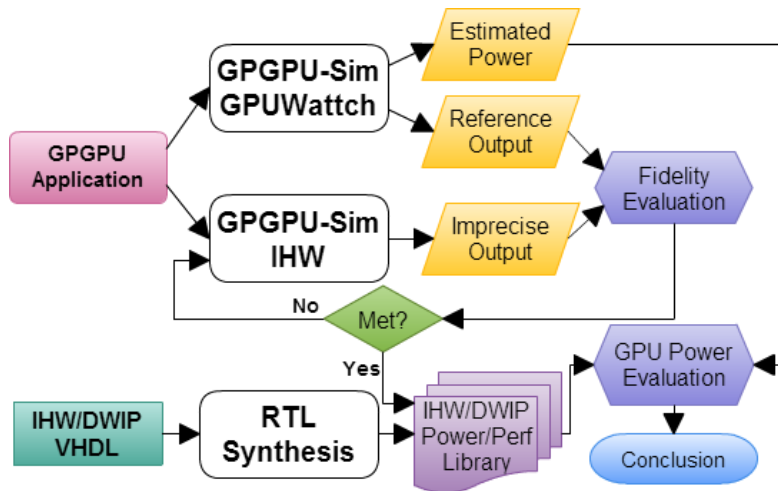 Estimated
Power
GPGPU-Sim
GPUWattch
Reference
Output
GPGPU
Application
Fidelity
Evaluation
GPGPU-Sim
IHW
Imprecise
Output
No
Met?
Yes
GPU Power
Evaluation
IHW/DWIP
VHDL
RTL
Synthesis
IHW/DWIP
Power/Perf
Library
Conclusion